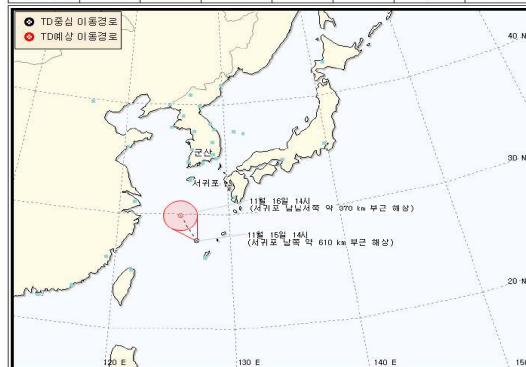 TD중심 이동경로
TD예상 이동경로
40 N
군산
30 N
서귀포
11월 16일 14시
(서귀포 남남서쪽 약 370 km 부근 해상)
11월 15일 14시
(서귀포 남쪽 약 610 km 부근 해상)
20 N
120 E
130 E
140 E